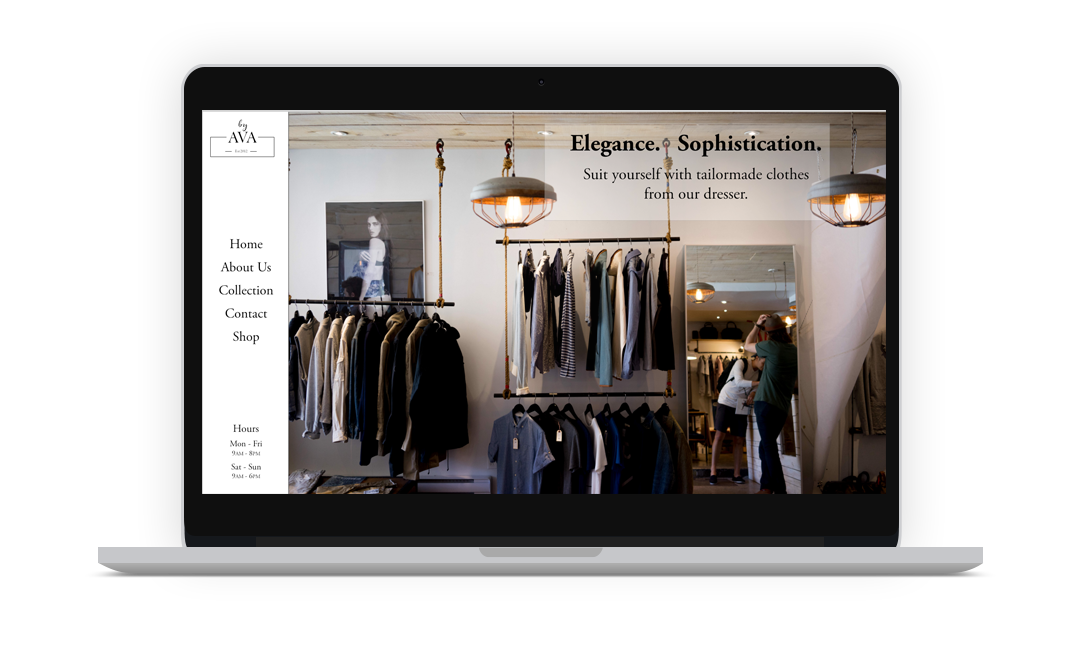 by
AVA
Home
About Us
Collection
Contact
Shop
Hours
Mon - Fri
9AM - 8PM
Sat - Sun
9AM - 6PM
Elegance. Sophistication.
Suit yourself with tailormade clothes
from our dresser.